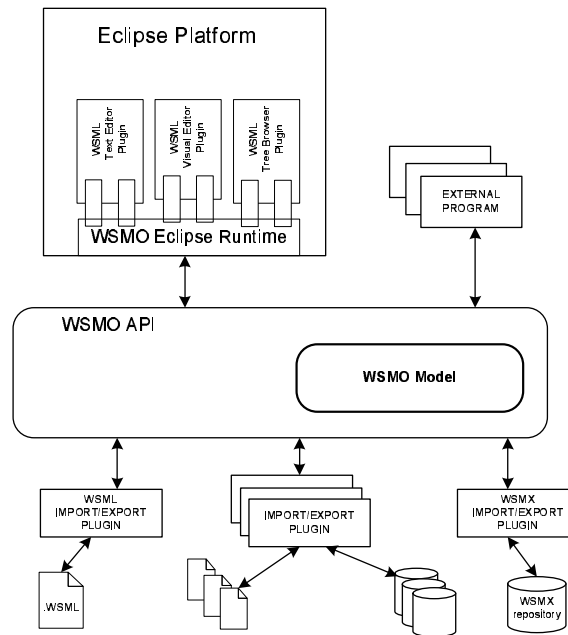 Eclipse Platform
WSML
Text Editor
Plugin
WSML
Visual Editor
Plugin
WSML
Tree Browser
Plugin
WSMO Eclipse Runtime
EXTERNAL
PROGRAM
WSMO API
WSMO Model
WSML
IMPORT/EXPORT
PLUGIN
IMPORT/EXPORT
PLUGIN
WSMX
IMPORT/EXPORT
PLUGIN
.WSML
WSMX
repository